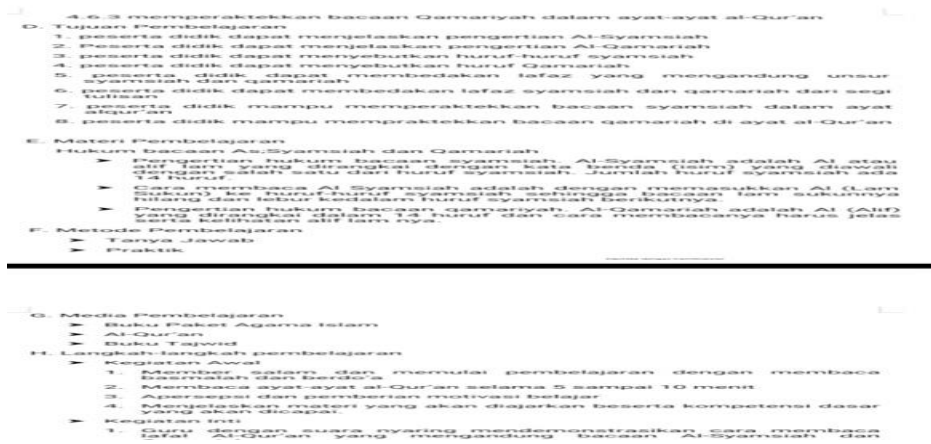 4.6.3 memperaktekkan bacaan Qamariyah dalam ayat-ayat al-Qur'an
D. Tujuan Pembelajaran
1. peserta didik dapat menjelaskan pengertian Al-Syamsiah
2. Peserta didik dapat menjelaskan pengertian Al-Qamariah
3. peserta didik dapat menyebutkan huruf-huruf syamsiah
4. peserta didik dapat menyebutkan huruf Qamariah
5. peserta didik dapat membedakan lafaz yang mengandung unsur
syamsiah dan qamariah
6. peserta didik dapat membedakan lafaz syamsiah dan qamariah dari segi
tulisan
7. peserta didik mampu memperaktekkan bacaan syamsiah dalam ayat
alqur'an
8. peserta didik mampu mempraktekkan bacaan qamariah di ayat al-Qur'an
E. Materi Pembelajaran
Hukum bacaan As;Syamsiah dan Qamariah
➤ Pengertian hukum bacaan syamsiah. Al-Syamsiah adalah Al atau
alif lam yang dirangkai dengan kata benda (isim) yang diawali
dengan salah satu dari huruf syamsiah. Jumlah huruf syamsiah ada
14 huruf.
➤ Cara membaca Al Syamsiah adalah dengan memasukkan Al (Lam
Sukun) ke huruf-huruf syamsiah sehingga bacaan lam sukunnya
hilang dan lebur kedalam huruf syamsiah berikutnya.
➤ Pengertian hukum bacaan qamariyah. Al-Qamariah adalah Al (Alif)
yang dirangkai dalam 14 huruf dan cara membacanya harus jelas
serta kelihatan alif lam nya.
F. Metode Pembelajaran
➤ Tanya Jawab
➤ Praktik
G. Media Pembelajaran
➤ Buku Paket Agama Islam
➤ Al-Qur'an
➤ Buku Tajwid
H. Langkah-langkah pembelajaran
➤ Kegiatan Awal
1. Member salam dan memulai pembelajaran dengan membaca
basmalah dan berdo'a
2. Membaca ayat-ayat al-Qur'an selama 5 sampai 10 menit
3. Apersepsi dan pemberian motivasi belajar
4. Menjelaskan materi yang akan diajarkan beserta kompetensi dasar
yang akan dicapai.
➤ Kegiatan Inti
1. Guru dengan suara nyaring mendemonstrasikan cara membaca
lafal Al-Qur'an yang mengandung bacaan Al-Syamsiah dan